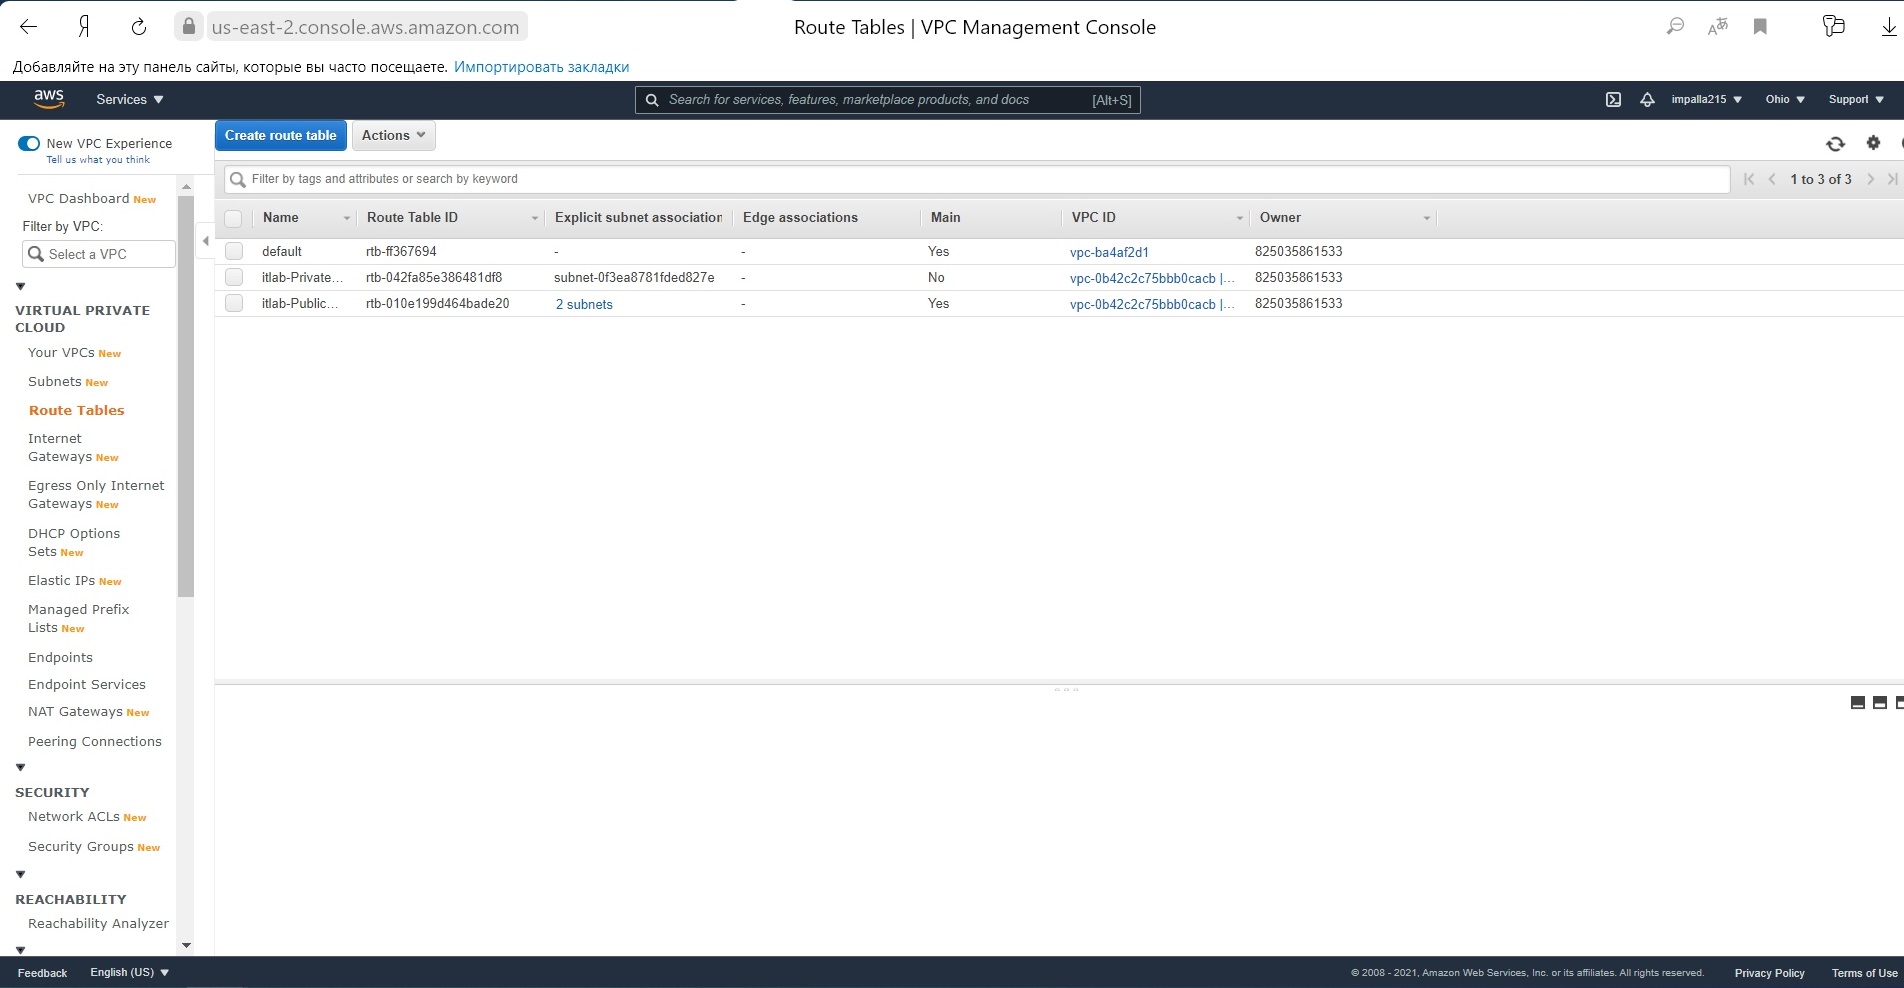 Я
us-east-2.console.aws.amazon.com
Route Tables | VPC Management Console
Добавляйте на эту панель сайты, которые вы часто посещаете. Импортировать закладки
aws
Services
Search for services, features, marketplace products, and docs [Alt+S]
impalla215
Ohio
Support
New VPC Experience
Tell us what you think
Create route table
Actions
Filter by tags and attributes or search by keyword
1 to 3 of 3
VPC Dashboard New
Filter by VPC:
Select a VPC
VIRTUAL PRIVATE
CLOUD
Your VPCs New
Subnets New
Route Tables
Internet
Gateways New
Egress Only Internet
Gateways New
DHCP Options
Sets New
Elastic IPs New
Managed Prefix
Lists New
Endpoints
Endpoint Services
NAT Gateways New
Peering Connections
SECURITY
Network ACLs New
Security Groups New
REACHABILITY
Reachability Analyzer
Name Route Table ID Explicit subnet association Edge associations Main VPC ID Owner
default rtb-ff367694 - - Yes vpc-ba4af2d1 825035861533
itlab-Private... rtb-042fa85e386481df8 subnet-0f3ea8781fded827e - No vpc-0b42c2c75bbb0cacb |... 825035861533
itlab-Public... rtb-010e199d464bade20 2 subnets - Yes vpc-0b42c2c75bbb0cacb |... 825035861533
Feedback
English (US)
© 2008 - 2021, Amazon Web Services, Inc. or its affiliates. All rights reserved.
Privacy Policy
Terms of Use